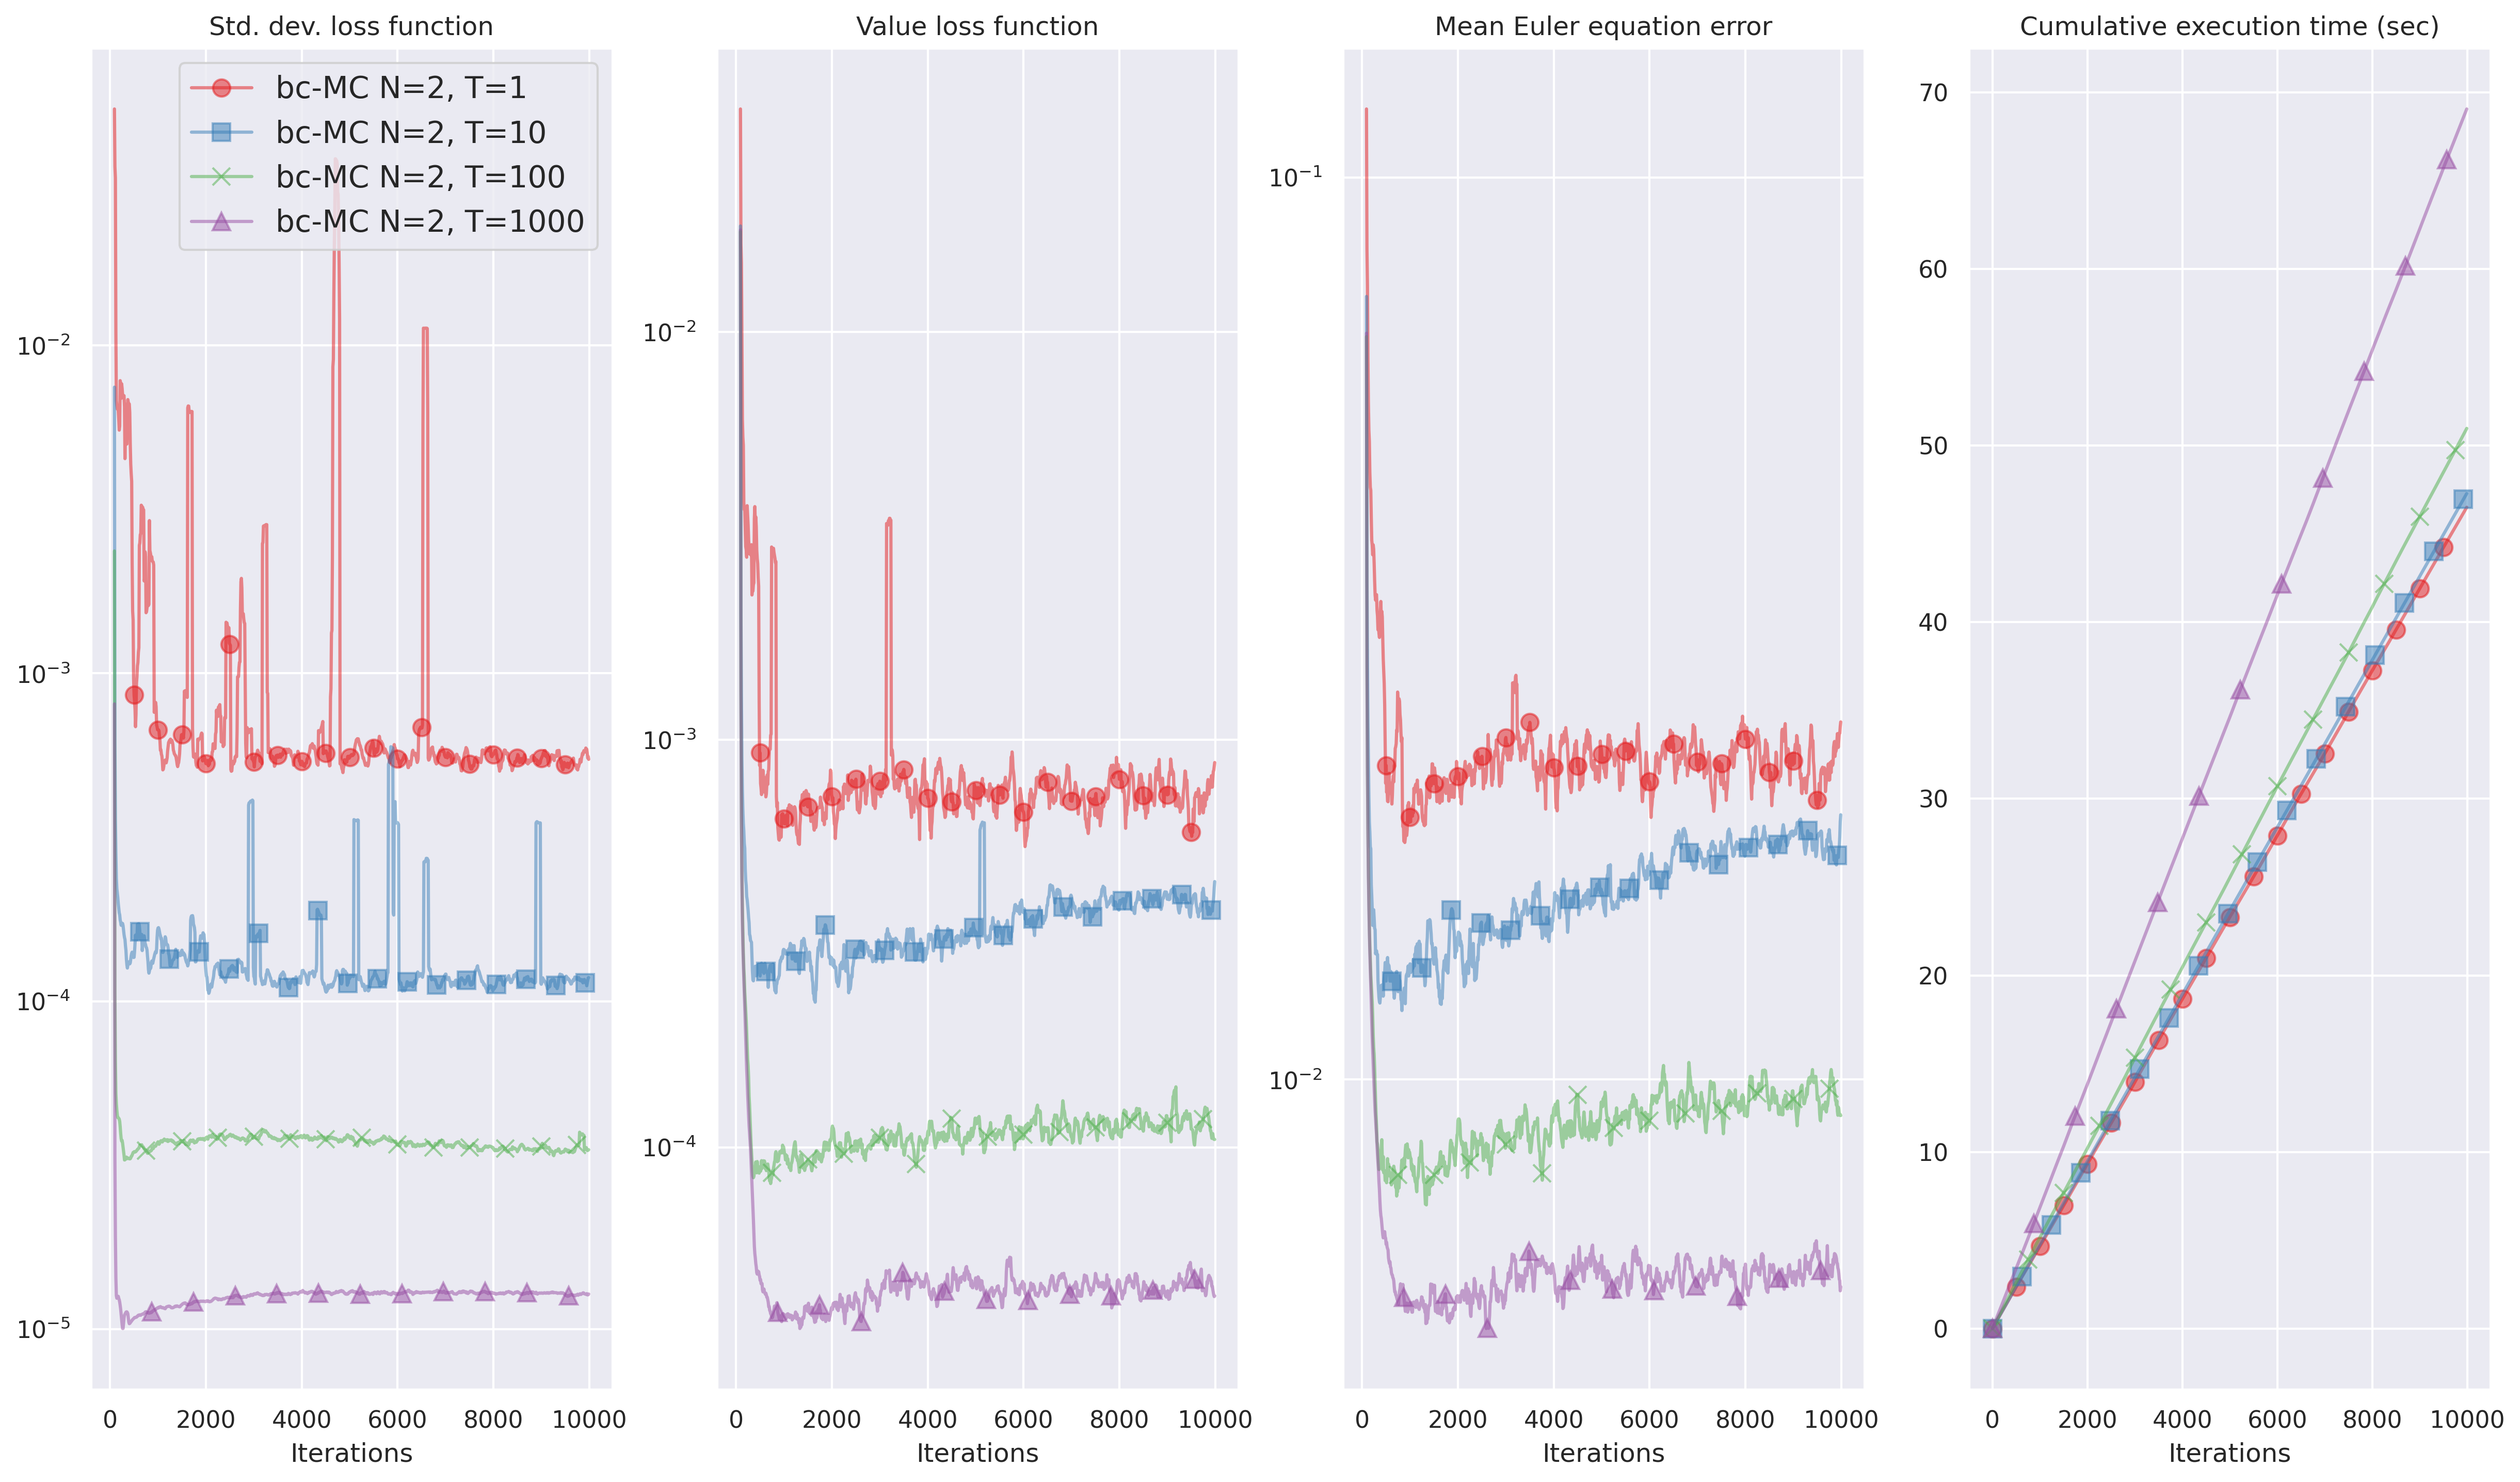 Std. dev. loss function
bc-MC N=2, T=1
bc-MC N=2, T=10
bc-MC N=2, T=100
bc-MC N=2, T=1000
10⁻²
10⁻³
10⁻⁴
10⁻⁵
0 2000 4000 6000 8000 10000
Iterations
Value loss function
10⁻²
10⁻³
10⁻⁴
0 2000 4000 6000 8000 10000
Iterations
Mean Euler equation error
10⁻¹
10⁻²
0 2000 4000 6000 8000 10000
Iterations
Cumulative execution time (sec)
70
60
50
40
30
20
10
0
0 2000 4000 6000 8000 10000
Iterations